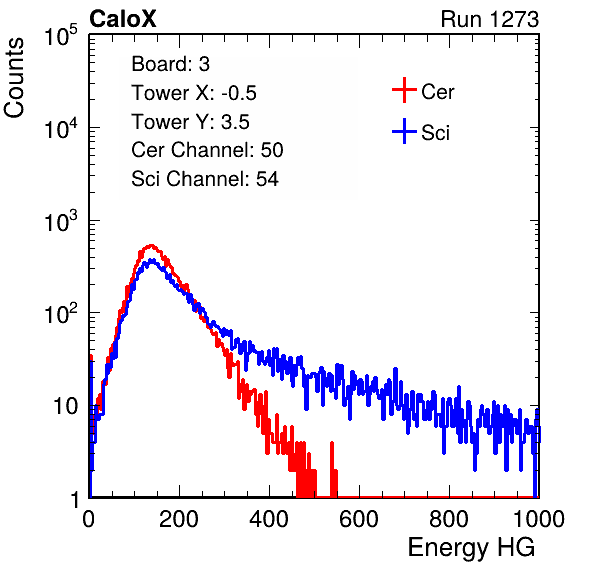 CaloX Run 1273
Counts
Board: 3
Tower X: -0.5
Tower Y: 3.5
Cer Channel: 50
Sci Channel: 54
Cer
Sci
10^5
10^4
10^3
10^2
10
1
0 200 400 600 800 1000
Energy HG